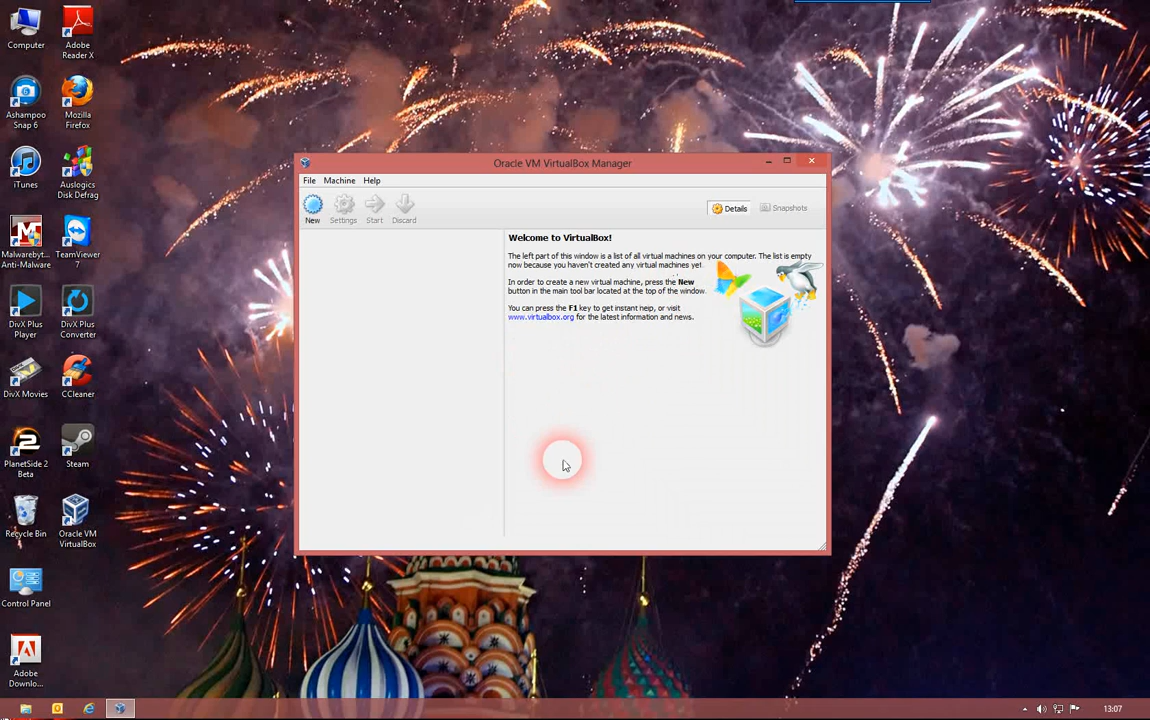 Computer
Adobe
Reader X
Ashampoo
Snap 6
Mozilla
Firefox
iTunes
Auslogics
Disk Defrag
Malwarebyt...
Anti-Malware
TeamViewer
7
DivX Plus
Player
DivX Plus
Converter
DivX Movies
CCleaner
PlanetSide 2
Beta
Steam
Recycle Bin
Oracle VM
VirtualBox
Control Panel
Adobe
Downlo...
Oracle VM VirtualBox Manager
File Machine Help
New Settings Start Discard
Details Snapshots
Welcome to VirtualBox!
The left part of this window is a list of all virtual machines on your computer. The list is empty
now because you haven't created any virtual machines yet.
In order to create a new virtual machine, press the New
button in the main tool bar located at the top of the window.
You can press the F1 key to get instant help, or visit
www.virtualbox.org for the latest information and news.
13:07